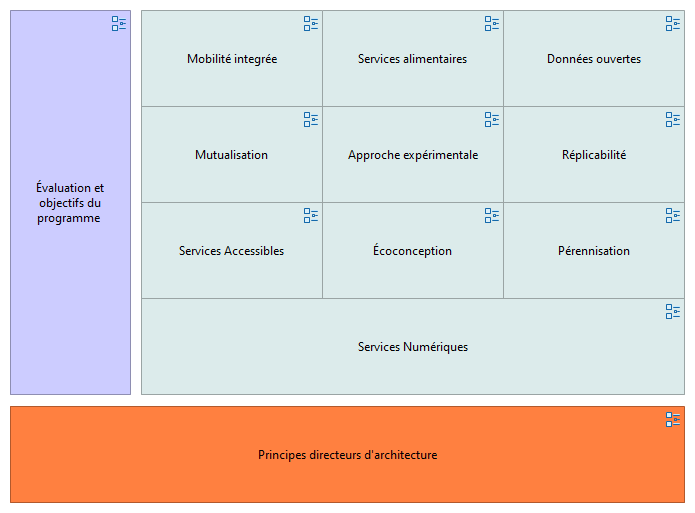 Mobilité integrée
Services alimentaires
Données ouvertes
Mutualisation
Approche expérimentale
Réplicabilité
Évaluation et
objectifs du
programme
Services Accessibles
Écoconception
Pérennisation
Services Numériques
Principes directeurs d'architecture